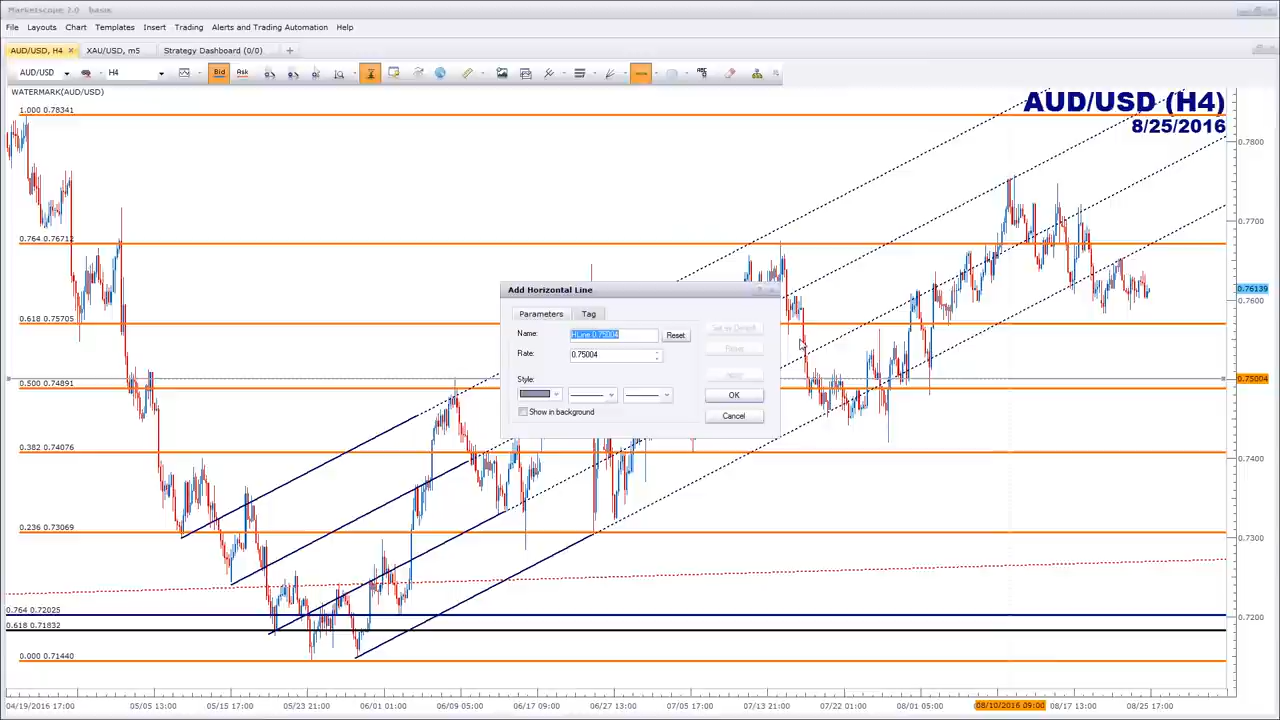 Marketscope 2.0 basic
File Layouts Chart Templates Insert Trading Alerts and Trading Automation Help
AUD/USD, H4 XAU/USD, m5 Strategy Dashboard (0/0)
AUD/USD H4 Bid Ask
WATERMARK(AUD/USD)
AUD/USD (H4)
8/25/2016
1.000 0.78341
0.7800
0.7700
0.764 0.76712
0.76139
0.7600
0.618 0.75705
0.75004
0.500 0.74891
0.382 0.74076
0.7400
0.236 0.73069
0.7300
0.764 0.72025
0.7200
0.618 0.71832
0.000 0.71440
Add Horizontal Line
Parameters Tag
Name: HLine 0.75004 Reset
Rate: 0.75004
Style:
Show in background
Set as Default
Apply
OK
Cancel
04/19/2016 17:00 05/05 13:00 05/15 17:00 06/01 01:00 06/09 05:00 06/17 09:00 06/27 13:00 07/05 17:00 07/13 21:00 07/22 01:00 08/01 05:00 08/10/2016 09:00 08/17 13:00 08/25 17:00